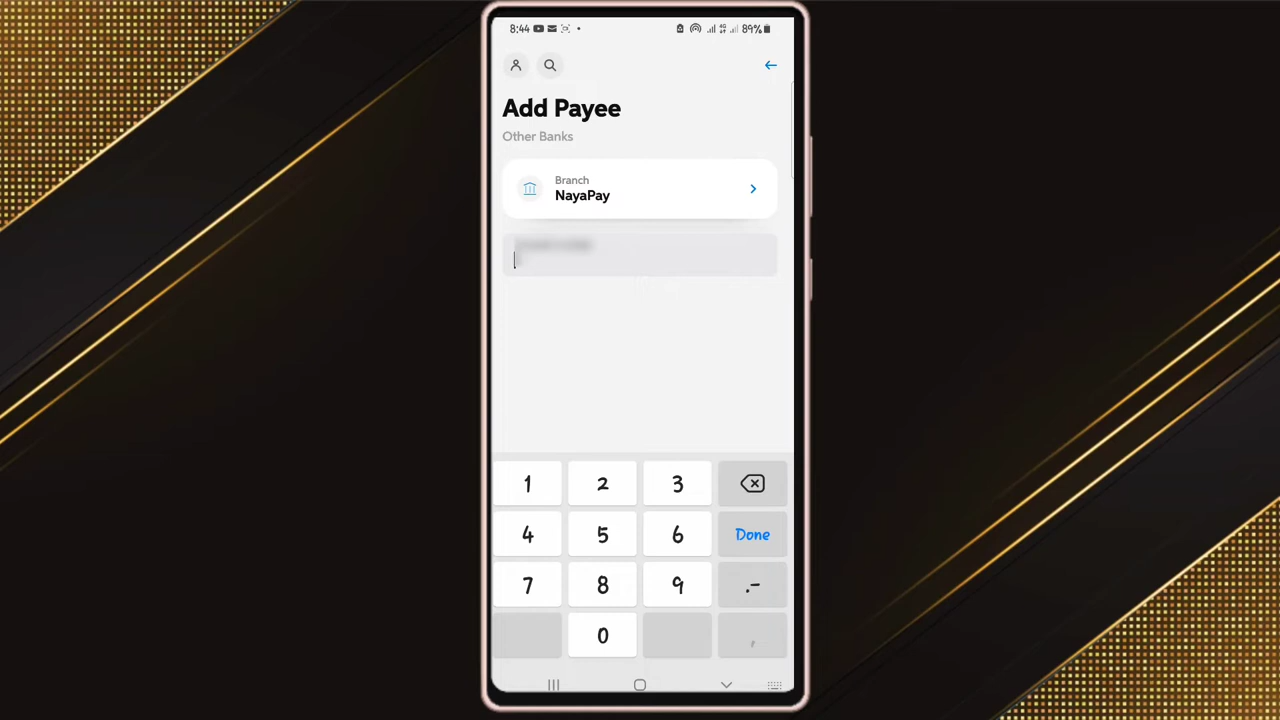 8:44
89%
Add Payee
Other Banks
Branch
NayaPay
1 2 3
4 5 6 Done
7 8 9 .-
0 ,